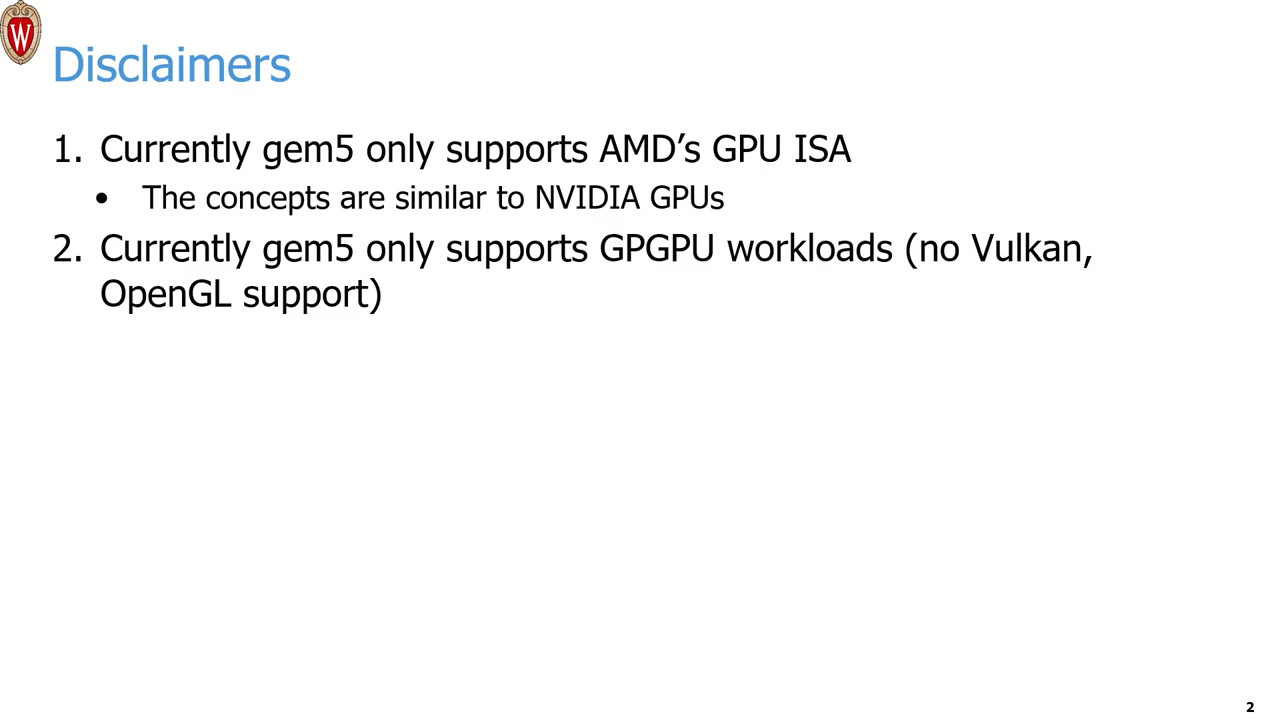 W
Disclaimers
1. Currently gem5 only supports AMD’s GPU ISA
• The concepts are similar to NVIDIA GPUs
2. Currently gem5 only supports GPGPU workloads (no Vulkan,
OpenGL support)
2